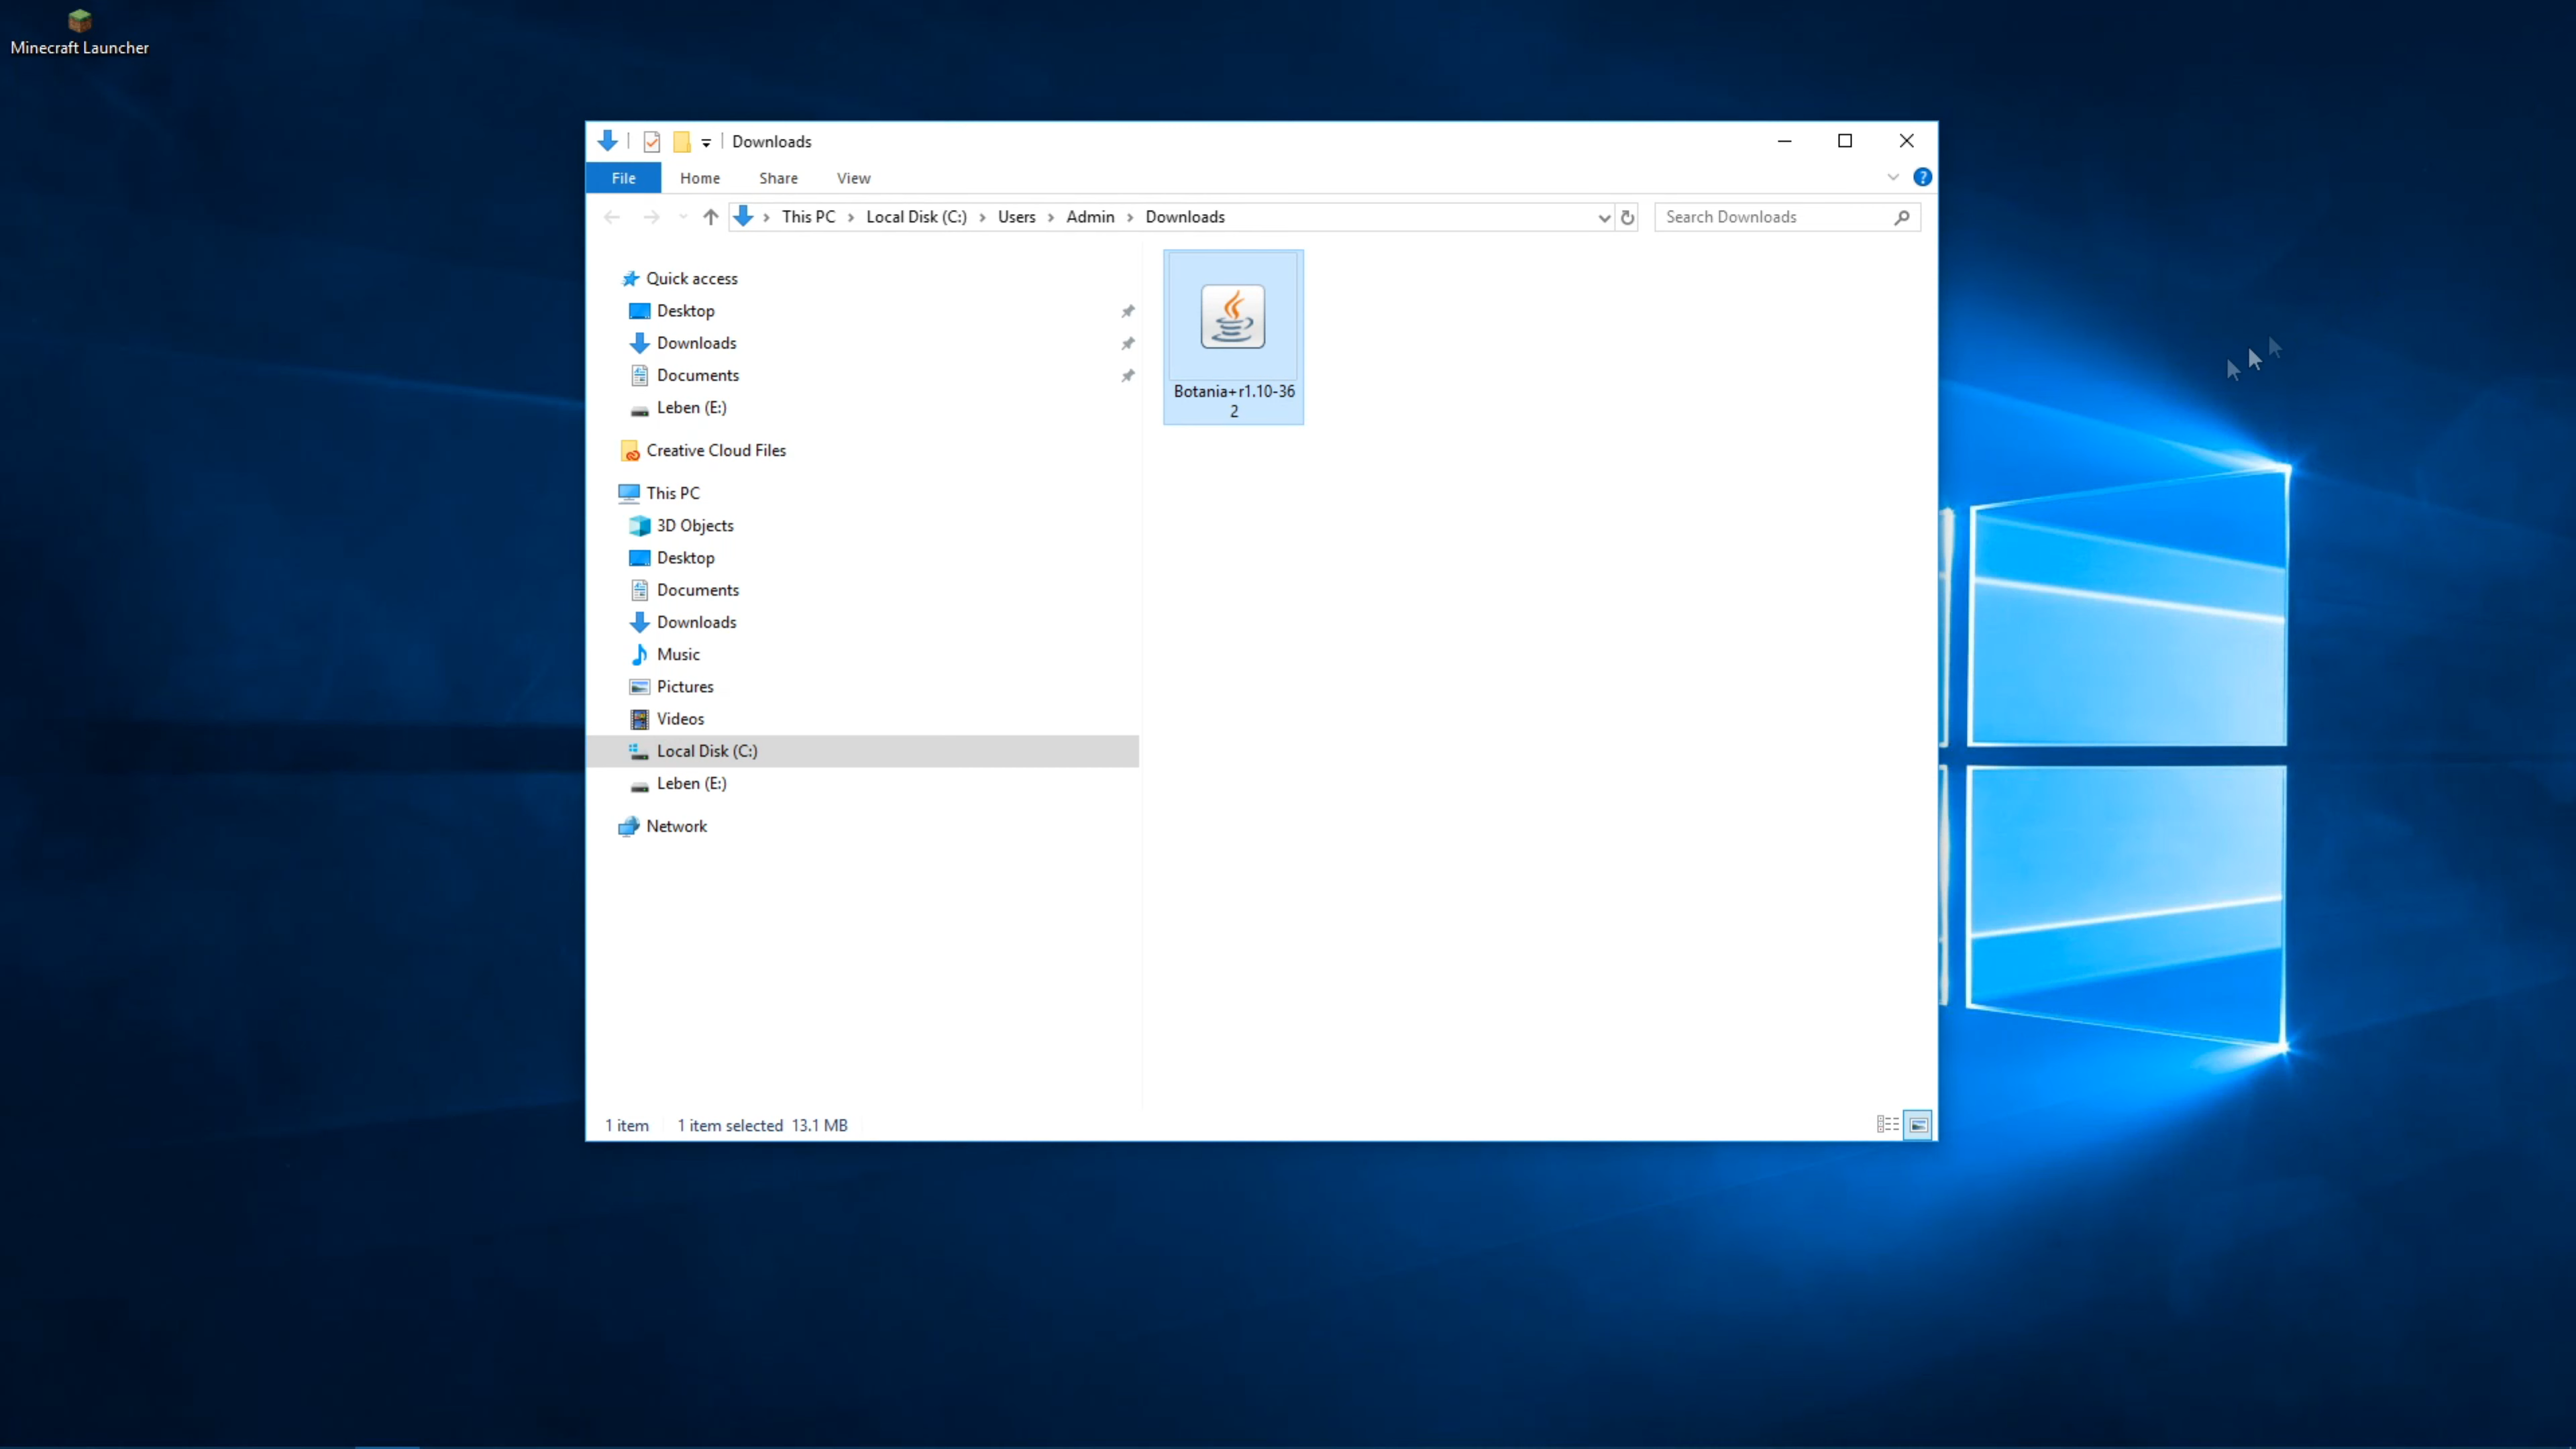 Minecraft Launcher
Downloads
File Home Share View
This PC Local Disk (C:) Users Admin Downloads
Search Downloads
Quick access
Desktop
Downloads
Documents
Leben (E:)
Creative Cloud Files
This PC
3D Objects
Desktop
Documents
Downloads
Music
Pictures
Videos
Local Disk (C:)
Leben (E:)
Network
Botania+r1.10-36
2
1 item 1 item selected 13.1 MB